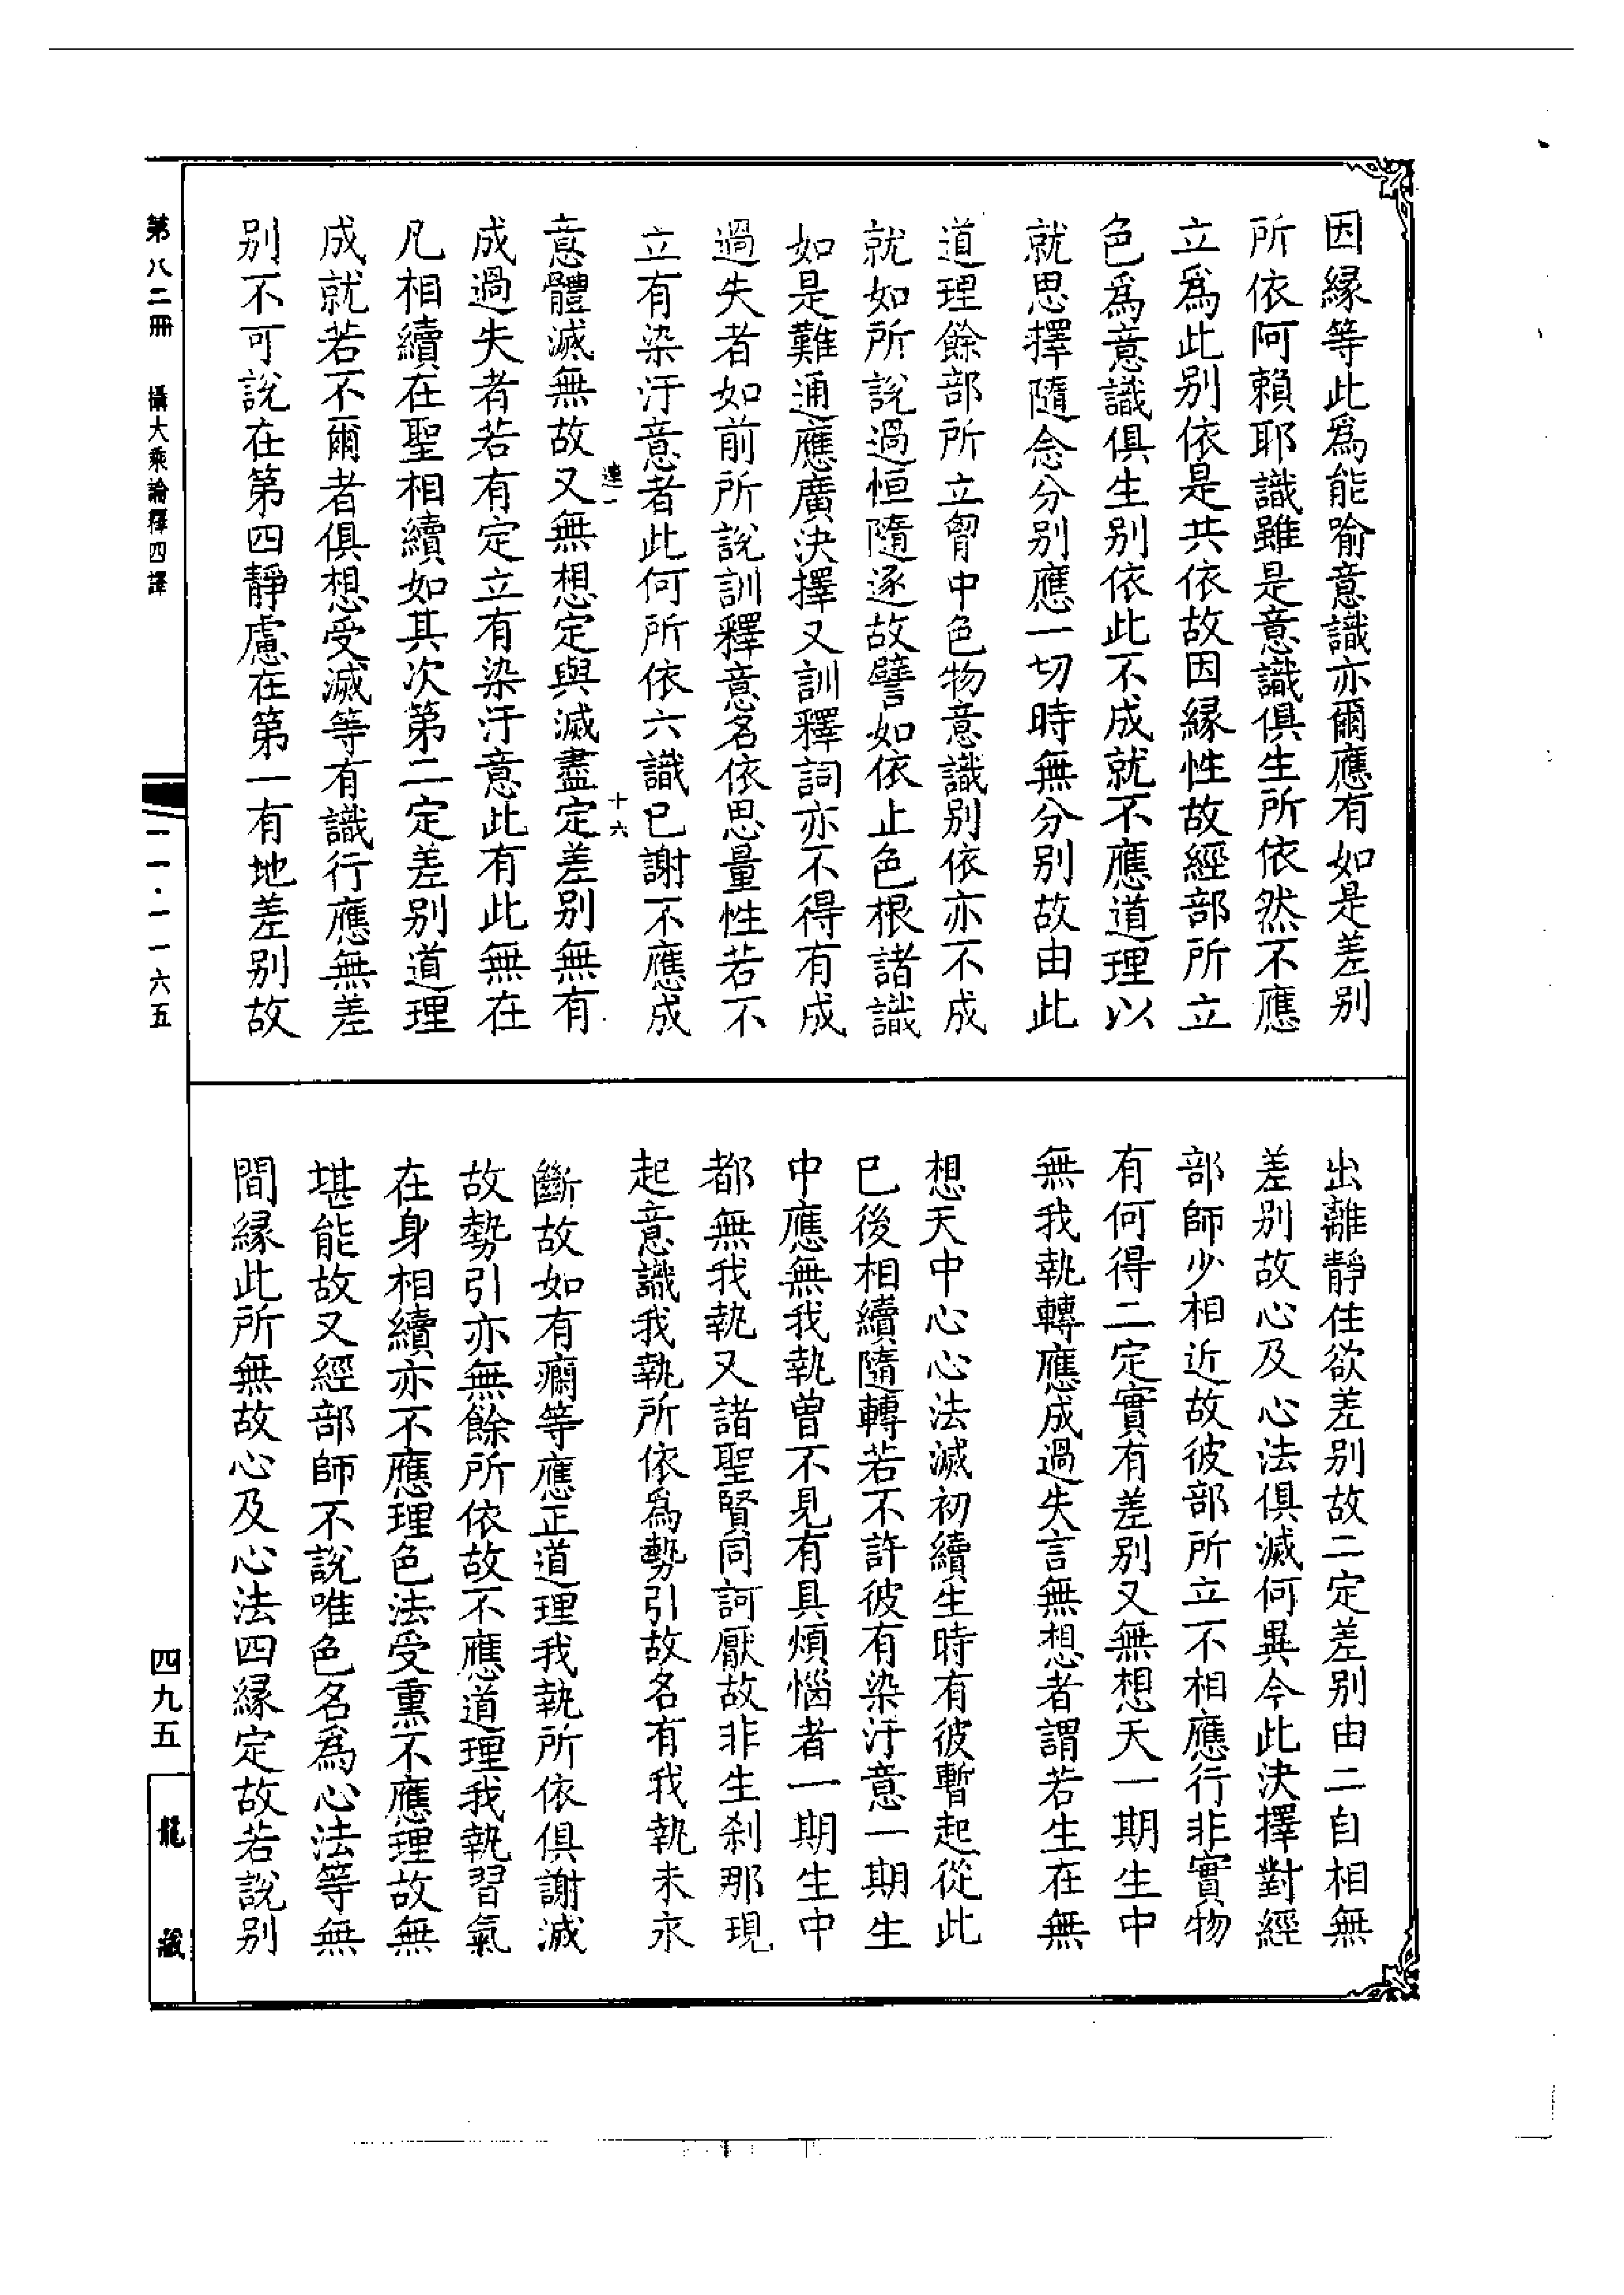 因緣等此爲能喻意識亦爾應有如是差别
所依阿賴耶識雖是意識俱生所依然不應
立爲此别依是共依故因緣性故經部所立
色爲意識俱生别依此不成就不應道理以
就思擇隨念分别應一切時無分别故由此
道理餘部所立胷中色物意識别依亦不成
就如所說過恒隨逐故譬如依止色根諸識
如是難通應廣決擇又訓釋詞亦不得有成
過失者如前所說訓釋意名依思量性若不
立有染汙意者此何所依六識已謝不應成
連一 十六
意體滅無故又無想定與滅盡定差别無有
成過失者若有定立有染汙意此有此無在
凡相續在聖相續如其次第二定差别道理
成就若不爾者俱想受滅等有識行應無差
别不可說在第四靜慮在第一有地差别故
出離靜住欲差别故二定差别由二自相無
差别故心及心法俱滅何異今此決擇對經
部師少相近故彼部所立不相應行非實物
有何得二定實有差别又無想天一期生中
無我執轉應成過失言無想者謂若生在無
想天中心心法滅初續生時有彼暫起從此
已後相續隨轉若不許彼有染汙意一期生
中應無我執曾不見有具煩惱者一期生中
都無我執又諸聖賢同訶厭故非生剎那現
起意識我執所依爲勢引故名有我執未永
斷故如有癎等應正道理我執所依俱謝滅
故勢引亦無餘所依故不應道理我執習氣
在身相續亦不應理色法受熏不應理故無
堪能故又經部師不說唯色名爲心法等無
間緣此所無故心及心法四緣定故若說别
第八二冊 攝大乘論釋四譯
一一·一一六五
四九五
龍藏